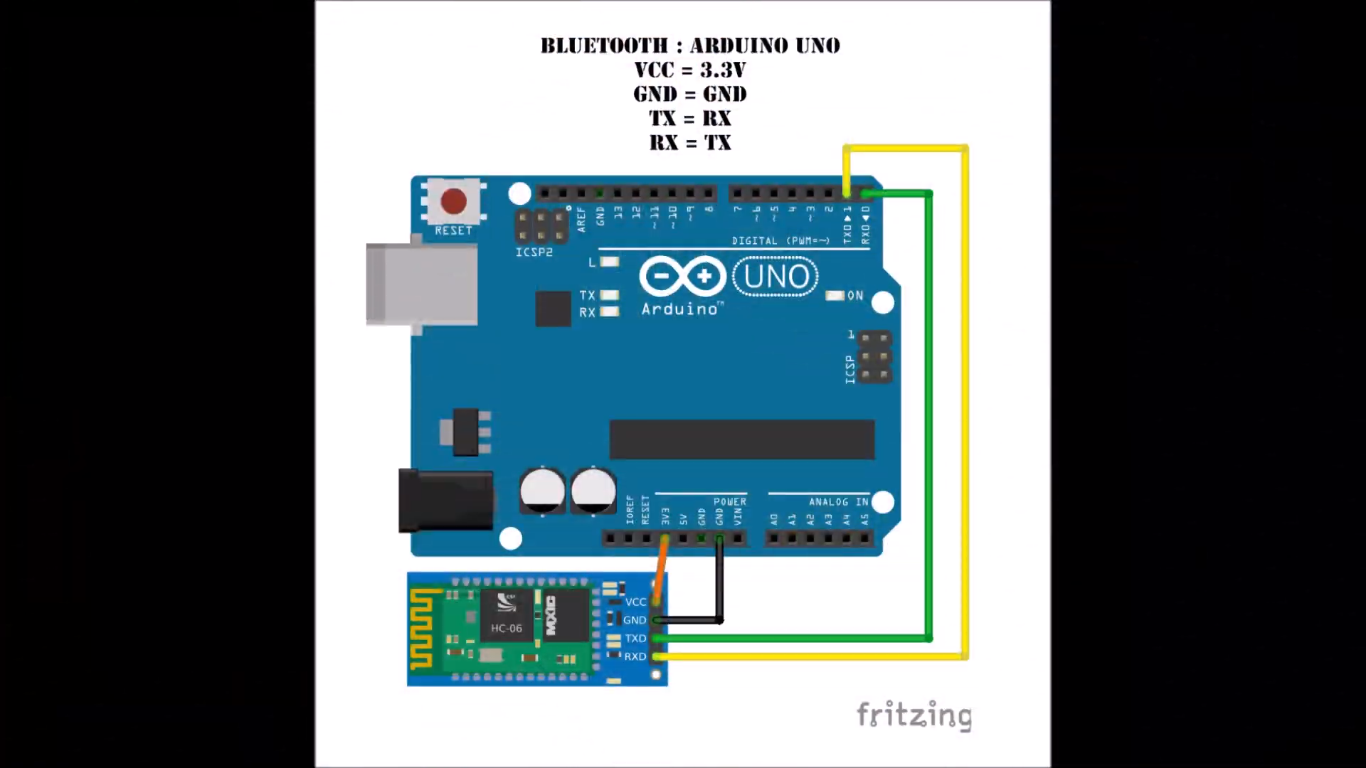 BLUETOOTH : ARDUINO UNO
VCC = 3.3V
GND = GND
TX = RX
RX = TX
RESET
ICSP2
AREF
GND
13
12
~11
~10
~9
8
7
~6
~5
4
~3
2
TXD▶1
RXD◀0
DIGITAL (PWM=~)
L
TX
RX
UNO
Arduino™
ON
1
ICSP
IOREF
RESET
3V3
5V
GND
GND
VIN
POWER
A0
A1
A2
A3
A4
A5
ANALOG IN
HC-06
MXIC
VCC
GND
TXD
RXD
fritzing